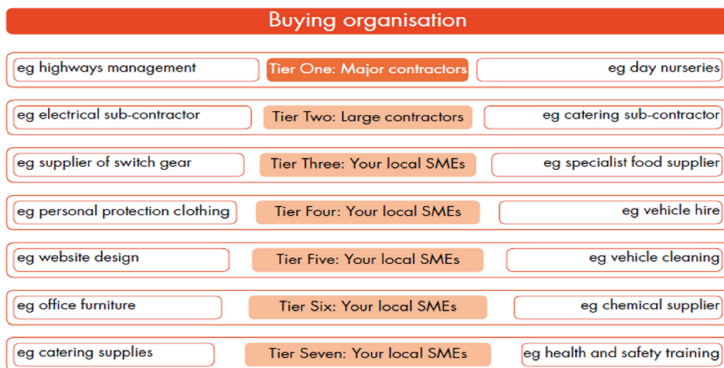 Buying organisation
eg highways management Tier One: Major contractors eg day nurseries
eg electrical sub-contractor Tier Two: Large contractors eg catering sub-contractor
eg supplier of switch gear Tier Three: Your local SMEs eg specialist food supplier
eg personal protection clothing Tier Four: Your local SMEs eg vehicle hire
eg website design Tier Five: Your local SMEs eg vehicle cleaning
eg office furniture Tier Six: Your local SMEs eg chemical supplier
eg catering supplies Tier Seven: Your local SMEs eg health and safety training